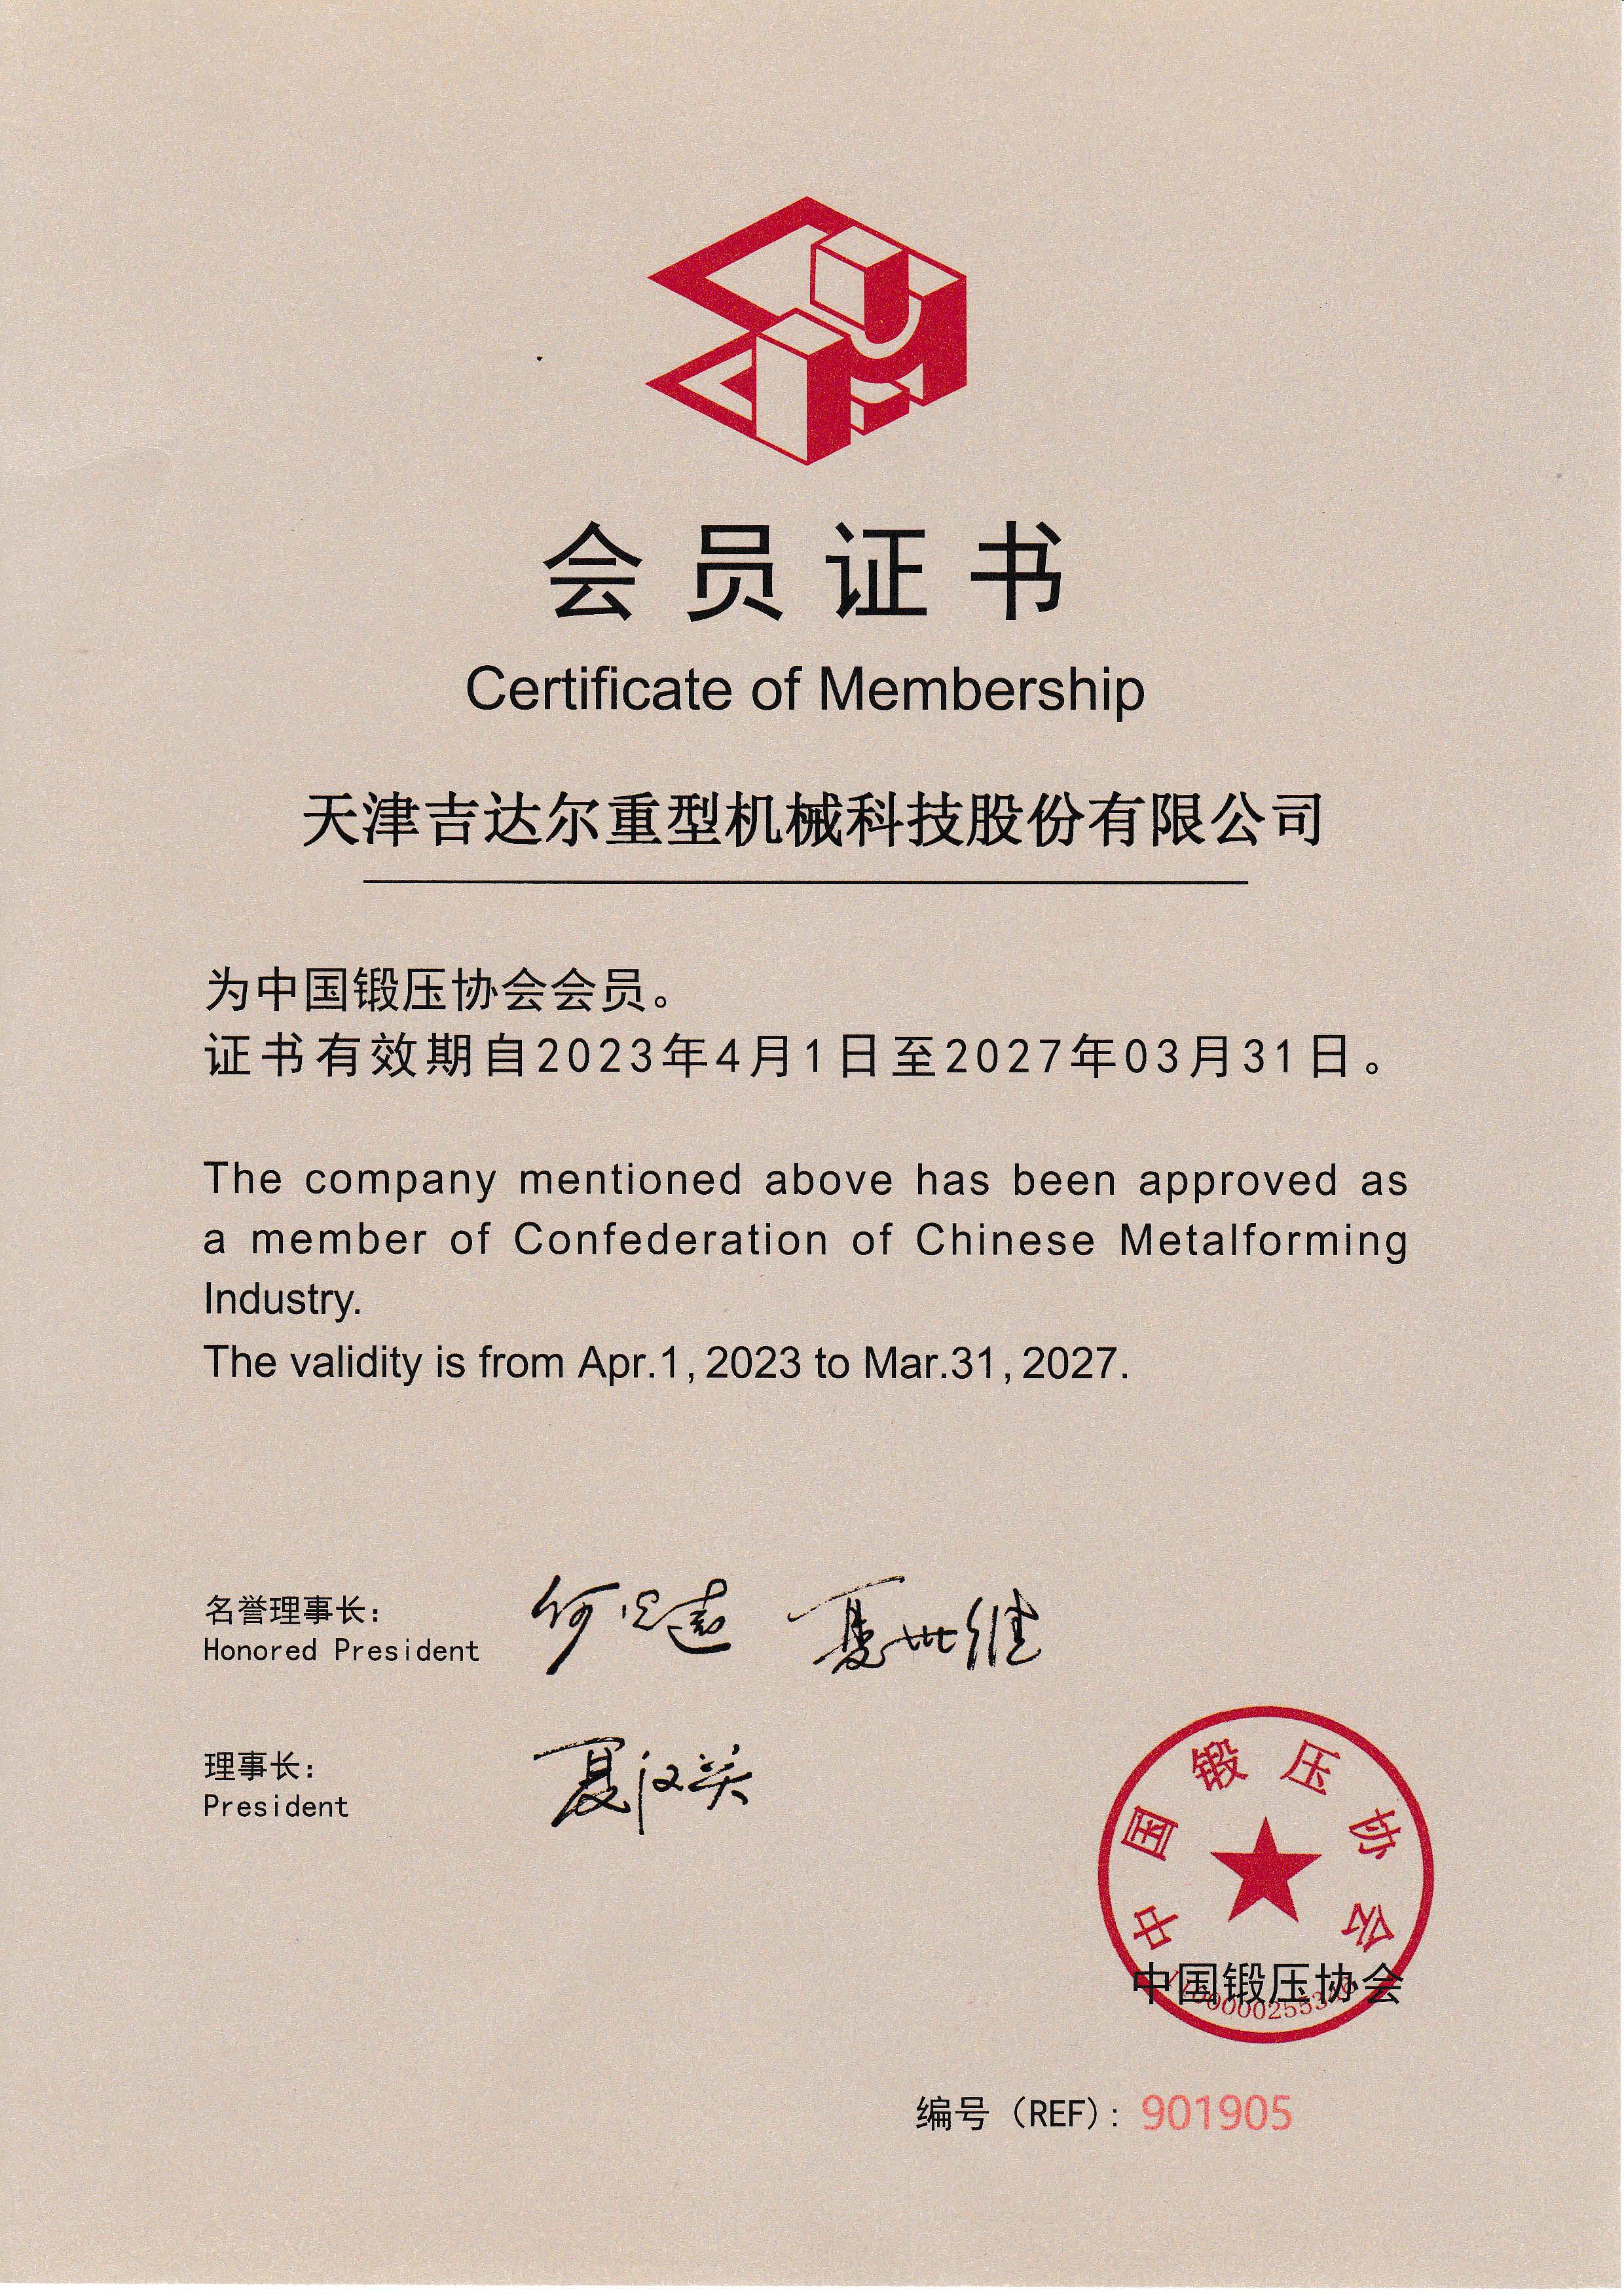 会员证书
Certificate of Membership
天津吉达尔重型机械科技股份有限公司
为中国锻压协会会员。
证书有效期自2023年4月1日至2027年03月31日。
The company mentioned above has been approved as
a member of Confederation of Chinese Metalforming
Industry.
The validity is from Apr.1, 2023 to Mar.31, 2027.
名誉理事长：
Honored President
理事长：
President
中国锻压协会
中国锻压协会
编号（REF）: 901905